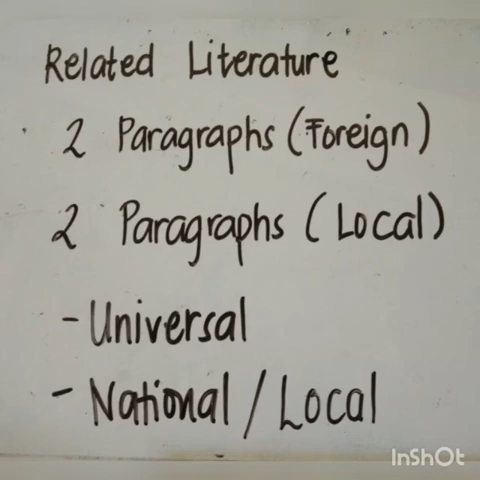 Related Literature
2 Paragraphs (Foreign)
2 Paragraphs (Local)
- Universal
- National / Local
InShOt